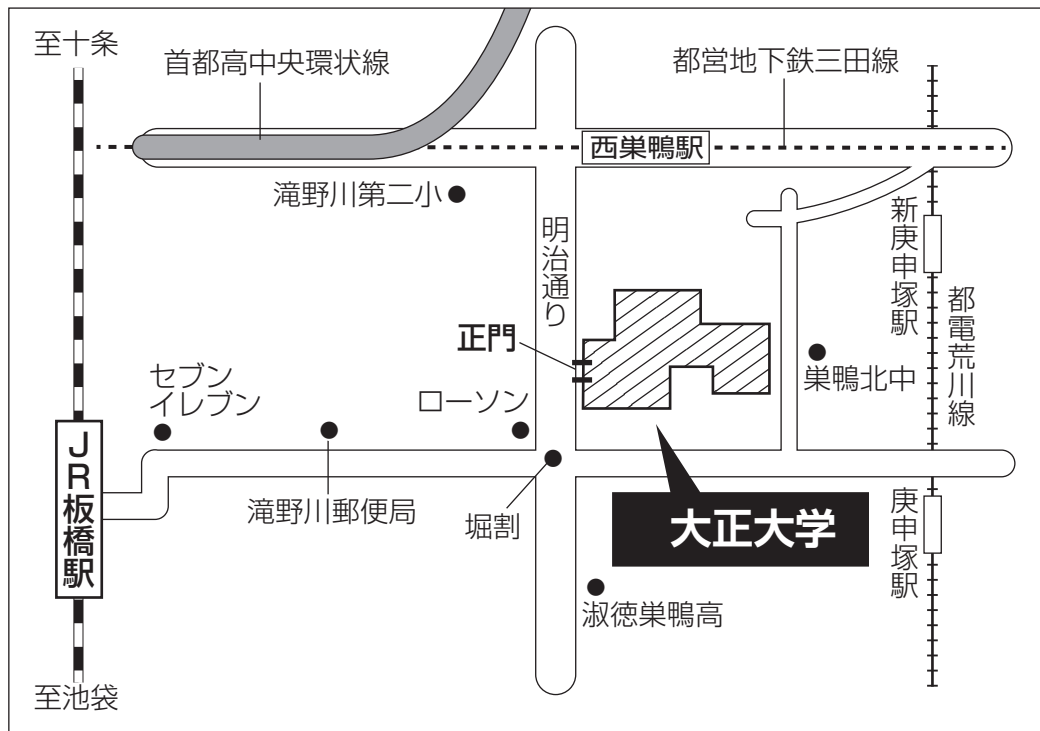 至十条
首都高中央環状線
都営地下鉄三田線
西巣鴨駅
滝野川第二小
明治通り
新庚申塚駅
都電荒川線
正門
巣鴨北中
セブン
イレブン
ローソン
JR板橋駅
滝野川郵便局
堀割
大正大学
庚申塚駅
淑徳巣鴨高
至池袋